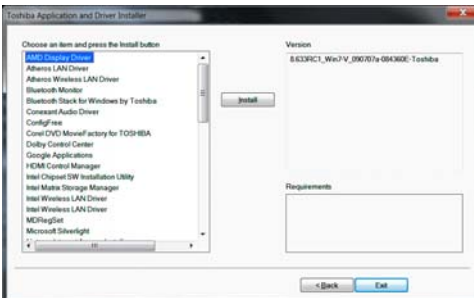 Toshiba Application and Driver Installer
Choose an item and press the Install button
AMD Display Driver
Atheros LAN Driver
Atheros Wireless LAN Driver
Bluetooth Monitor
Bluetooth Stack for Windows by Toshiba
Conexant Audio Driver
ConfigFree
Corel DVD MovieFactory for TOSHIBA
Dolby Control Center
Google Applications
HDMI Control Manager
Intel Chipset SW Installation Utility
Intel Matrix Storage Manager
Intel Wireless LAN Driver
Intel Wireless LAN Driver
MDRegSet
Microsoft Silverlight
Install
Version
8.633RC1_Win7-V_090707a-084360E-Toshiba
Requirements
< Back
Exit